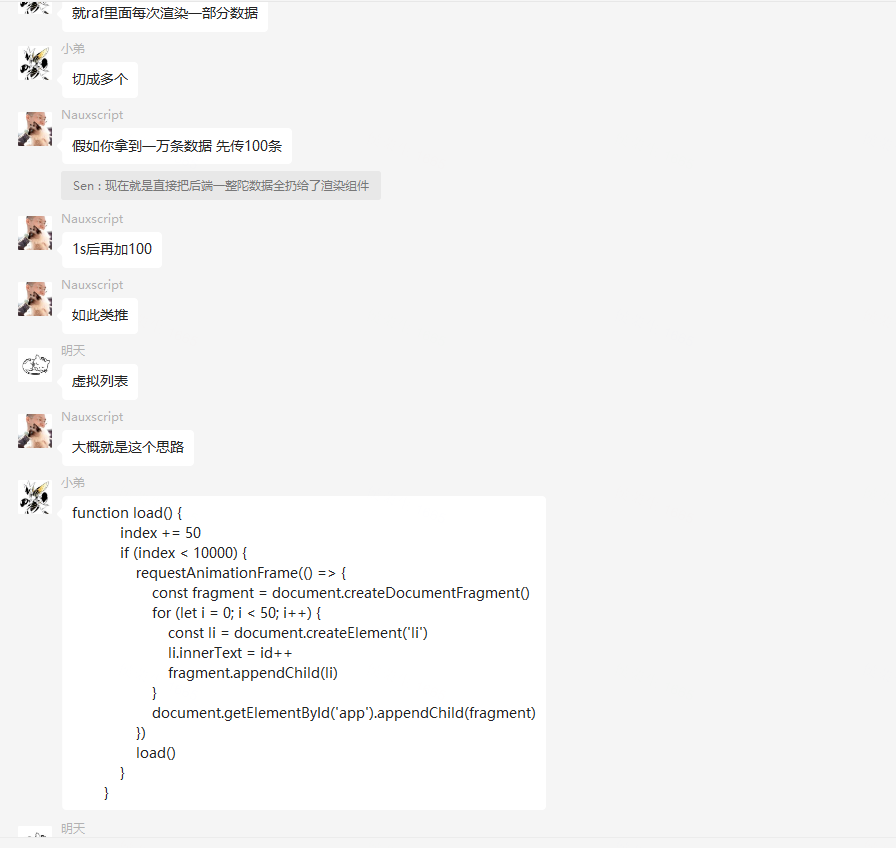 就raf里面每次渲染一部分数据
小弟
切成多个
Nauxscript
假如你拿到一万条数据 先传100条
Sen : 现在就是直接把后端一整陀数据全扔给了渲染组件
Nauxscript
1s后再加100
Nauxscript
如此类推
明天
虚拟列表
Nauxscript
大概就是这个思路
小弟
function load() {
index += 50
if (index < 10000) {
requestAnimationFrame(() => {
const fragment = document.createDocumentFragment()
for (let i = 0; i < 50; i++) {
const li = document.createElement('li')
li.innerText = id++
fragment.appendChild(li)
}
document.getElementById('app').appendChild(fragment)
})
load()
}
}
明天